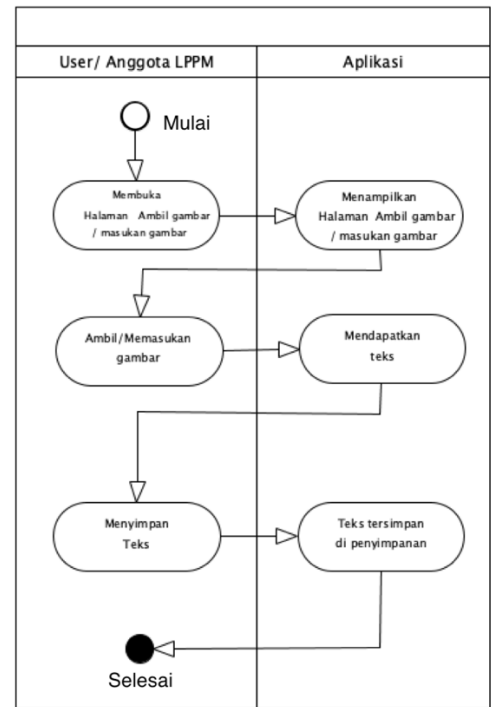 User/ Anggota LPPM
Aplikasi
Mulai
Membuka
Halaman Ambil gambar
/ masukan gambar
Menampilkan
Halaman Ambil gambar
/ masukan gambar
Ambil/Memasukan
gambar
Mendapatkan
teks
Menyimpan
Teks
Teks tersimpan
di penyimpanan
Selesai